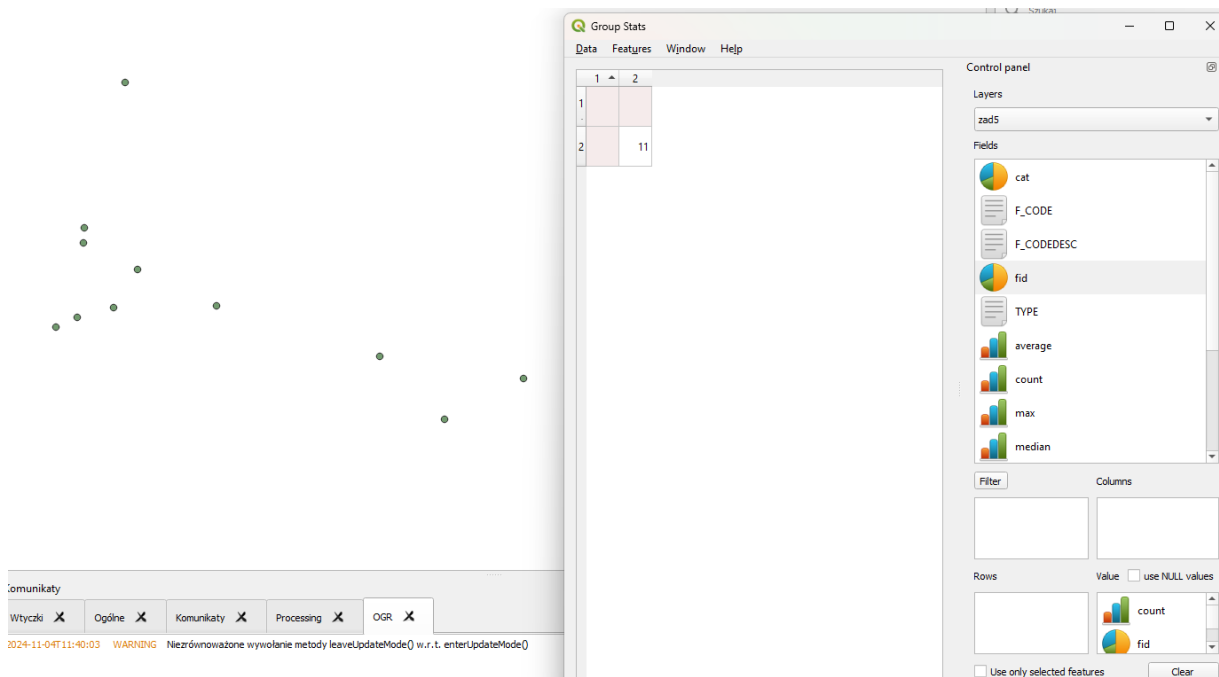 Szukaj
Group Stats
Data Features Window Help
1 2
1
2 11
Control panel
Layers
zad5
Fields
cat
F_CODE
F_CODEDESC
fid
TYPE
average
count
max
median
Filter Columns
Rows Value use NULL values
count
fid
Use only selected features Clear
Komunikaty
Wtyczki Ogólne Komunikaty Processing OGR
2024-11-04T11:40:03 WARNING Niezrównoważone wywołanie metody leaveUpdateMode() w.r.t. enterUpdateMode()